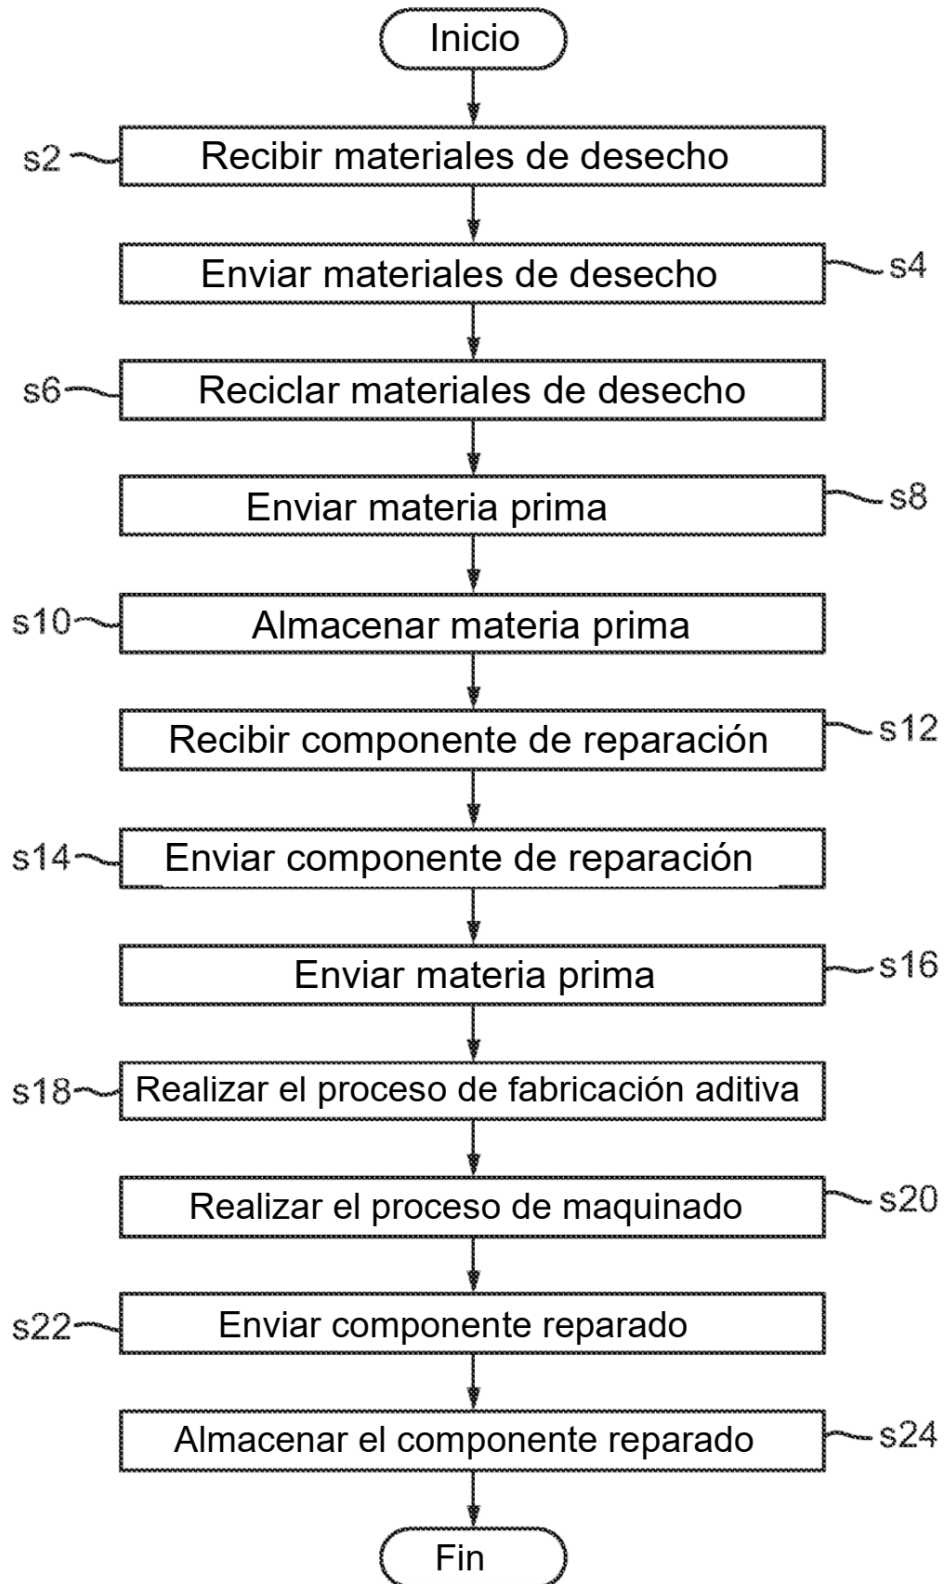 Inicio
s2 Recibir materiales de desecho
Enviar materiales de desecho s4
s6 Reciclar materiales de desecho
Enviar materia prima s8
s10 Almacenar materia prima
Recibir componente de reparación s12
s14 Enviar componente de reparación
Enviar materia prima s16
s18 Realizar el proceso de fabricación aditiva
Realizar el proceso de maquinado s20
s22 Enviar componente reparado
Almacenar el componente reparado s24
Fin